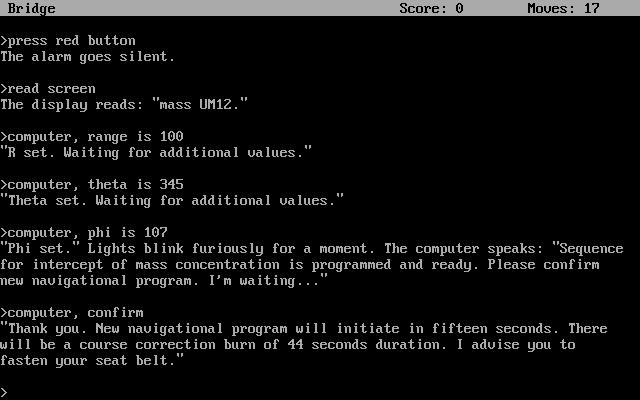 Bridge Score: 0 Moves: 17
>press red button
The alarm goes silent.
>read screen
The display reads: "mass UM12."
>computer, range is 100
"R set. Waiting for additional values."
>computer, theta is 345
"Theta set. Waiting for additional values."
>computer, phi is 107
"Phi set." Lights blink furiously for a moment. The computer speaks: "Sequence
for intercept of mass concentration is programmed and ready. Please confirm
new navigational program. I'm waiting..."
>computer, confirm
"Thank you. New navigational program will initiate in fifteen seconds. There
will be a course correction burn of 44 seconds duration. I advise you to
fasten your seat belt."
>